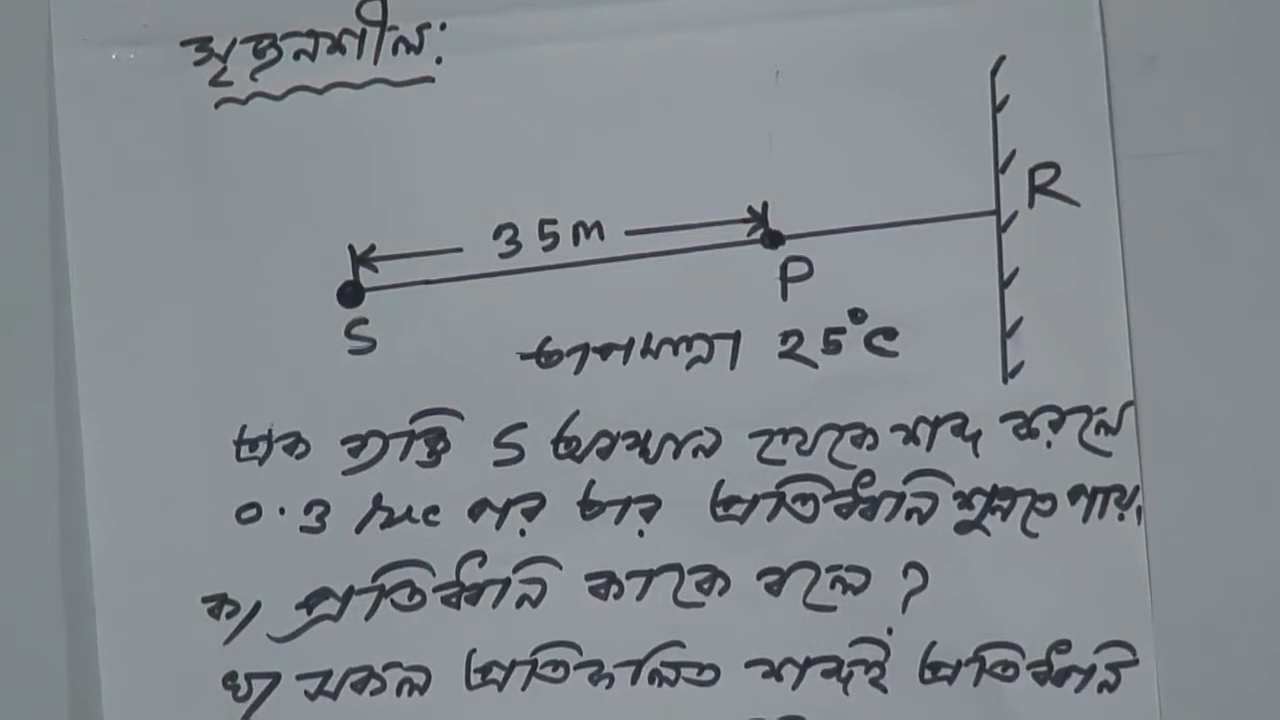 সৃজনশীল:
35m
R
P
S
তাপমাত্রা 25°C
এক ব্যক্তি S অবস্থান থেকে শব্দ করলে
0.3 sec পর তার প্রতিধ্বনি শুনতে পায়।
ক) প্রতিধ্বনি কাকে বলে ?
খ) সকল প্রতিফলিত শব্দই প্রতিধ্বনি